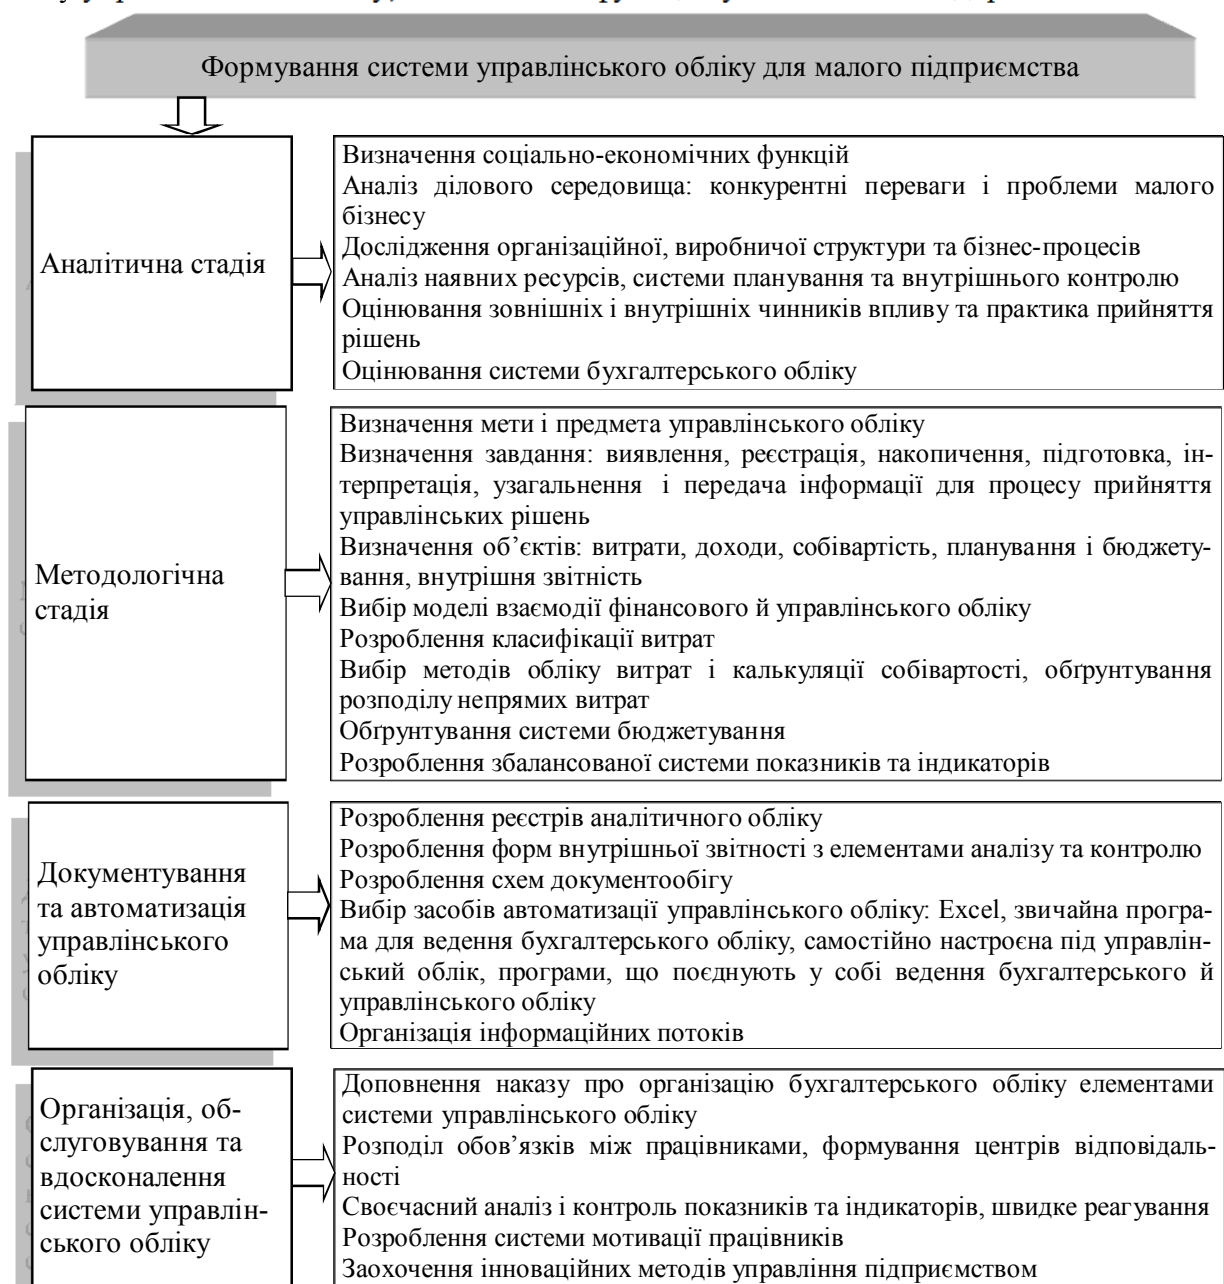 Формування системи управлінського обліку для малого підприємства
Аналітична стадія
Визначення соціально-економічних функцій
Аналіз ділового середовища: конкурентні переваги і проблеми малого
бізнесу
Дослідження організаційної, виробничої структури та бізнес-процесів
Аналіз наявних ресурсів, системи планування та внутрішнього контролю
Оцінювання зовнішніх і внутрішніх чинників впливу та практика прийняття
рішень
Оцінювання системи бухгалтерського обліку
Методологічна
стадія
Визначення мети і предмета управлінського обліку
Визначення завдання: виявлення, реєстрація, накопичення, підготовка, ін-
терпретація, узагальнення і передача інформації для процесу прийняття
управлінських рішень
Визначення об’єктів: витрати, доходи, собівартість, планування і бюджету-
вання, внутрішня звітність
Вибір моделі взаємодії фінансового й управлінського обліку
Розроблення класифікації витрат
Вибір методів обліку витрат і калькуляції собівартості, обґрунтування
розподілу непрямих витрат
Обґрунтування системи бюджетування
Розроблення збалансованої системи показників та індикаторів
Документування
та автоматизація
управлінського
обліку
Розроблення реєстрів аналітичного обліку
Розроблення форм внутрішньої звітності з елементами аналізу та контролю
Розроблення схем документообігу
Вибір засобів автоматизації управлінського обліку: Excel, звичайна програ-
ма для ведення бухгалтерського обліку, самостійно настроєна під управлін-
ський облік, програми, що поєднують у собі ведення бухгалтерського й
управлінського обліку
Організація інформаційних потоків
Організація, об-
слуговування та
вдосконалення
системи управлін-
ського обліку
Доповнення наказу про організацію бухгалтерського обліку елементами
системи управлінського обліку
Розподіл обов’язків між працівниками, формування центрів відповідаль-
ності
Своєчасний аналіз і контроль показників та індикаторів, швидке реагування
Розроблення системи мотивації працівників
Заохочення інноваційних методів управління підприємством